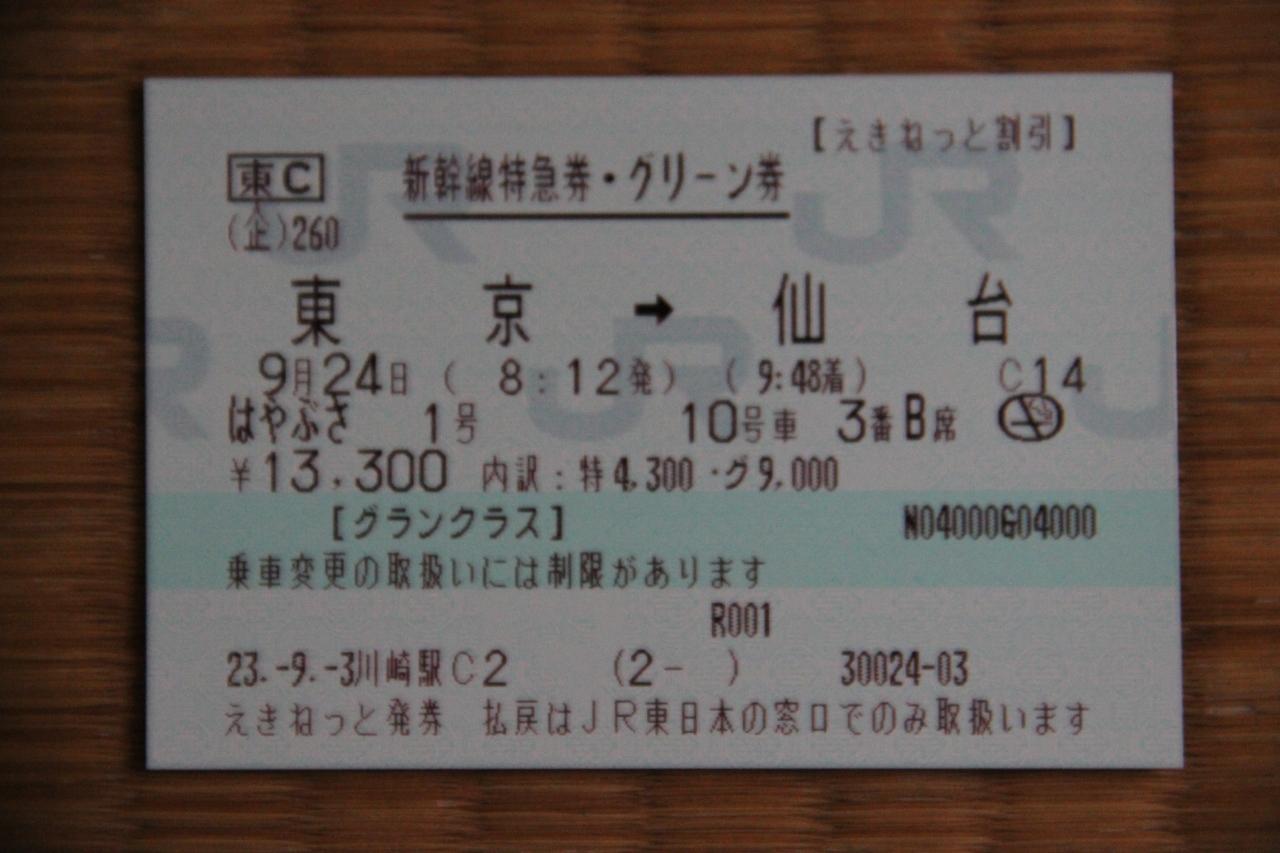 【えきねっと割引】
東C 新幹線特急券・グリーン券
(企)260
東京➡仙台
9月24日 ( 8:12発) ( 9:48着) C14
はやぶさ 1号 10号車 3番B席
¥13,300 内訳:特4,300・グ9,000
[グランクラス] N04000G04000
乗車変更の取扱いには制限があります
R001
23.-9.-3川崎駅C2 (2- ) 30024-03
えきねっと発券 払戻はJR東日本の窓口でのみ取扱います
JR
JR
JR